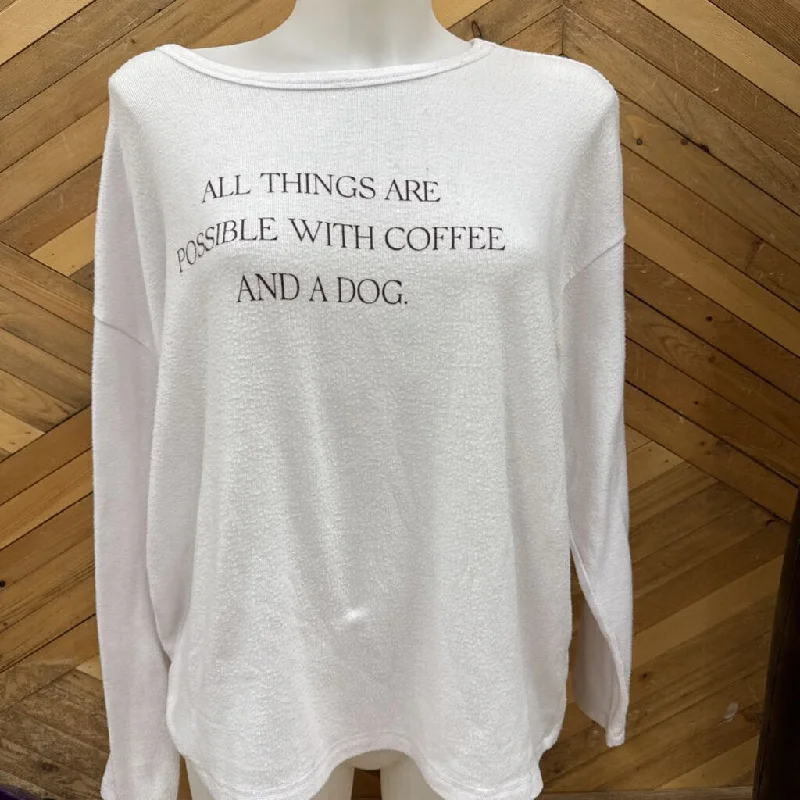 ALL THINGS ARE
POSSIBLE WITH COFFEE
AND A DOG.